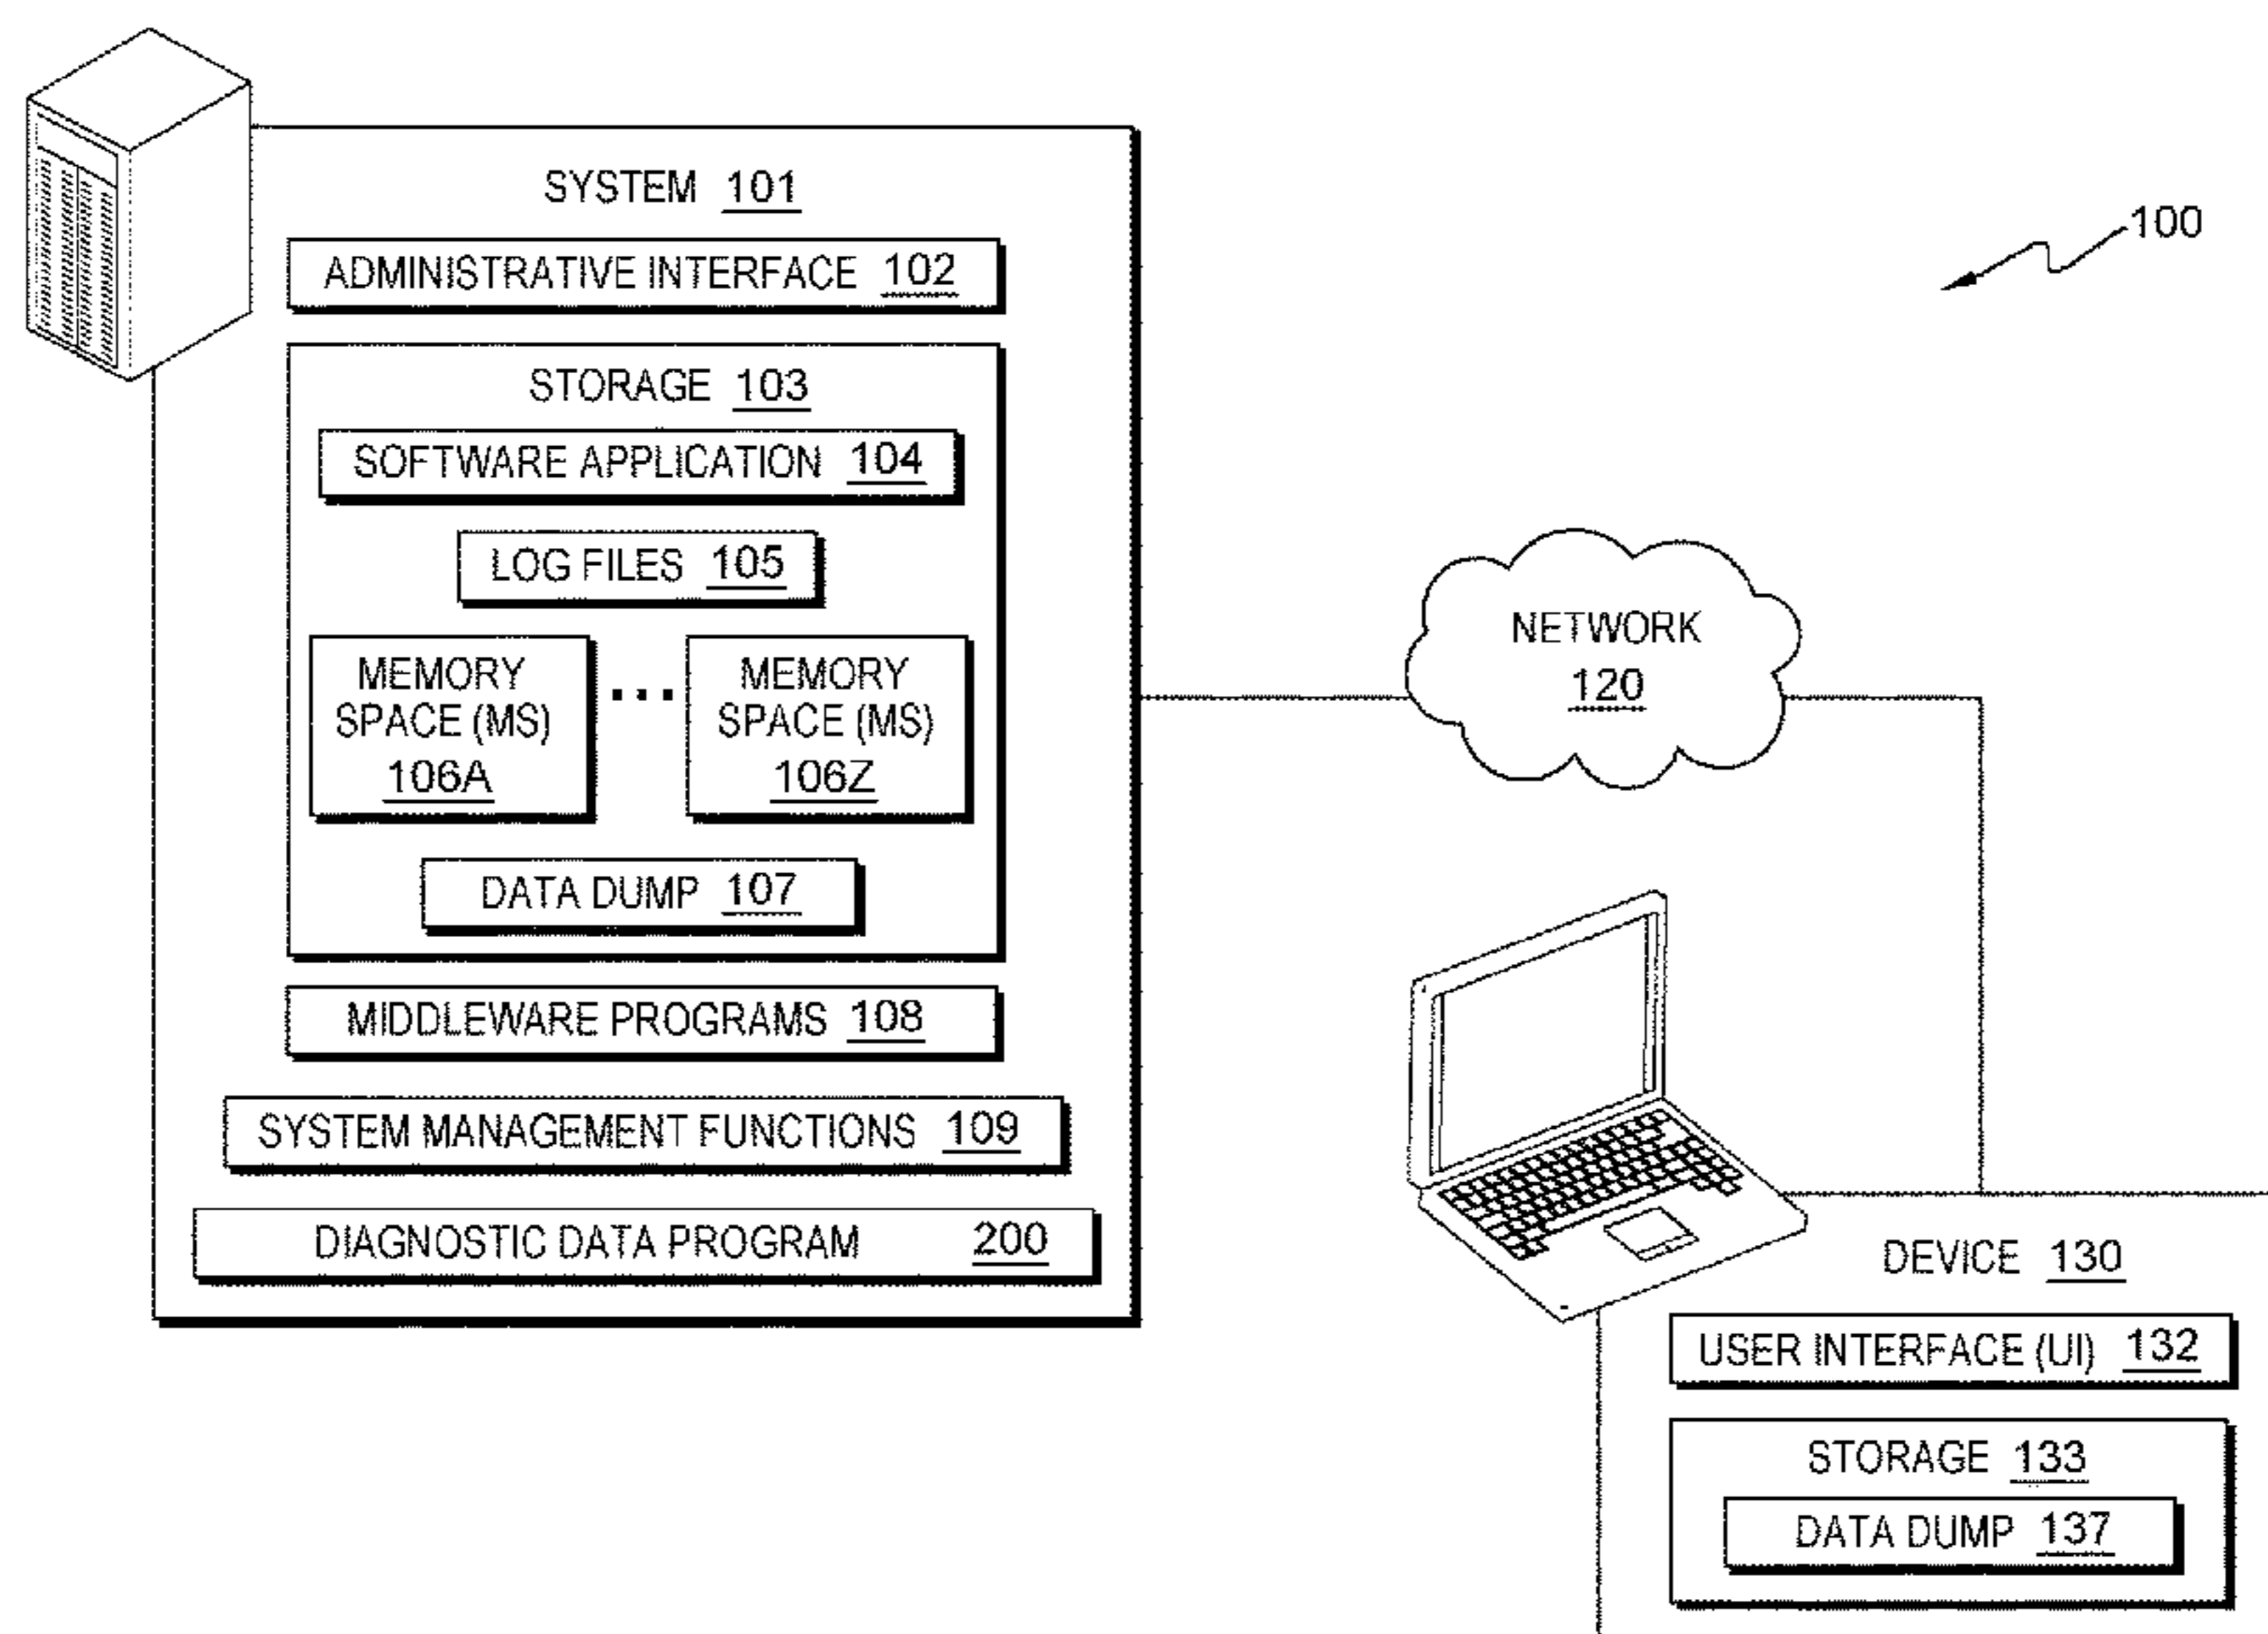 SYSTEM 101
100
ADMINISTRATIVE INTERFACE 102
STORAGE 103
SOFTWARE APPLICATION 104
LOG FILES 105
MEMORY
SPACE (MS)
106A
...
MEMORY
SPACE (MS)
106Z
DATA DUMP 107
MIDDLEWARE PROGRAMS 108
SYSTEM MANAGEMENT FUNCTIONS 109
DIAGNOSTIC DATA PROGRAM 200
NETWORK
120
DEVICE 130
USER INTERFACE (UI) 132
STORAGE 133
DATA DUMP 137